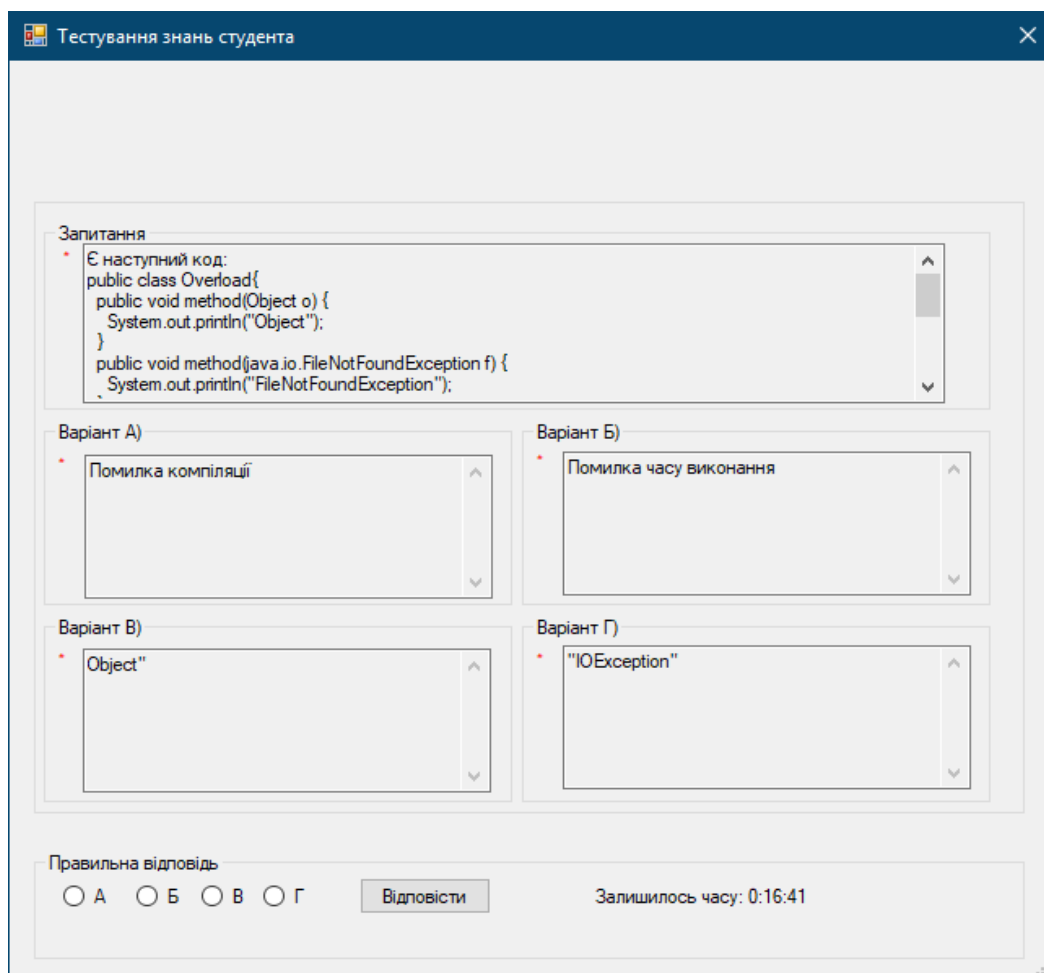 Тестування знань студента
Запитання
* Є наступний код:
public class Overload{
public void method(Object o) {
System.out.println("Object");
}
public void method(java.io.FileNotFoundException f) {
System.out.println("FileNotFoundException");
Варіант А)
* Помилка компіляції
Варіант Б)
* Помилка часу виконання
Варіант В)
* Object"
Варіант Г)
* "IOException"
Правильна відповідь
А Б В Г Відповісти Залишилось часу: 0:16:41